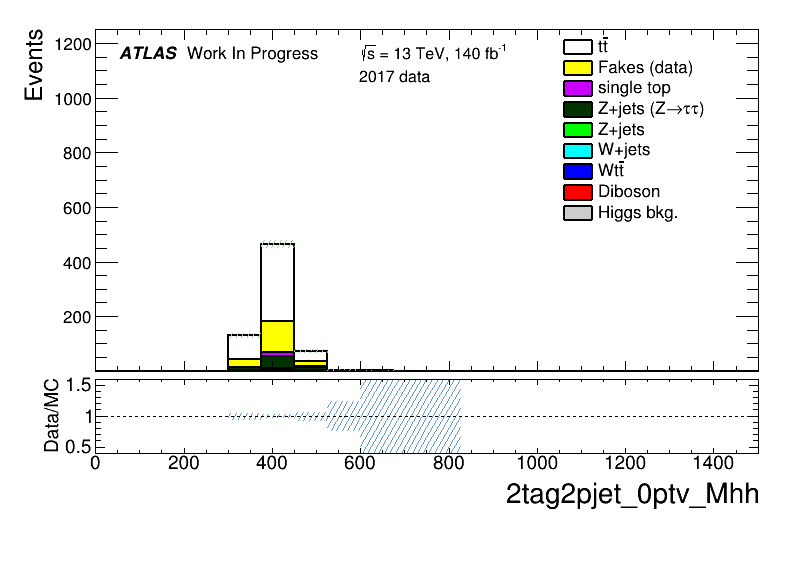 Events
1200
1000
800
600
400
200
ATLAS Work In Progress
√s = 13 TeV, 140 fb⁻¹
2017 data
tt̄
Fakes (data)
single top
Z+jets (Z→ττ)
Z+jets
W+jets
Wtt̄
Diboson
Higgs bkg.
Data/MC
1.5
1
0.5
0 200 400 600 800 1000 1200 1400
2tag2pjet_0ptv_Mhh